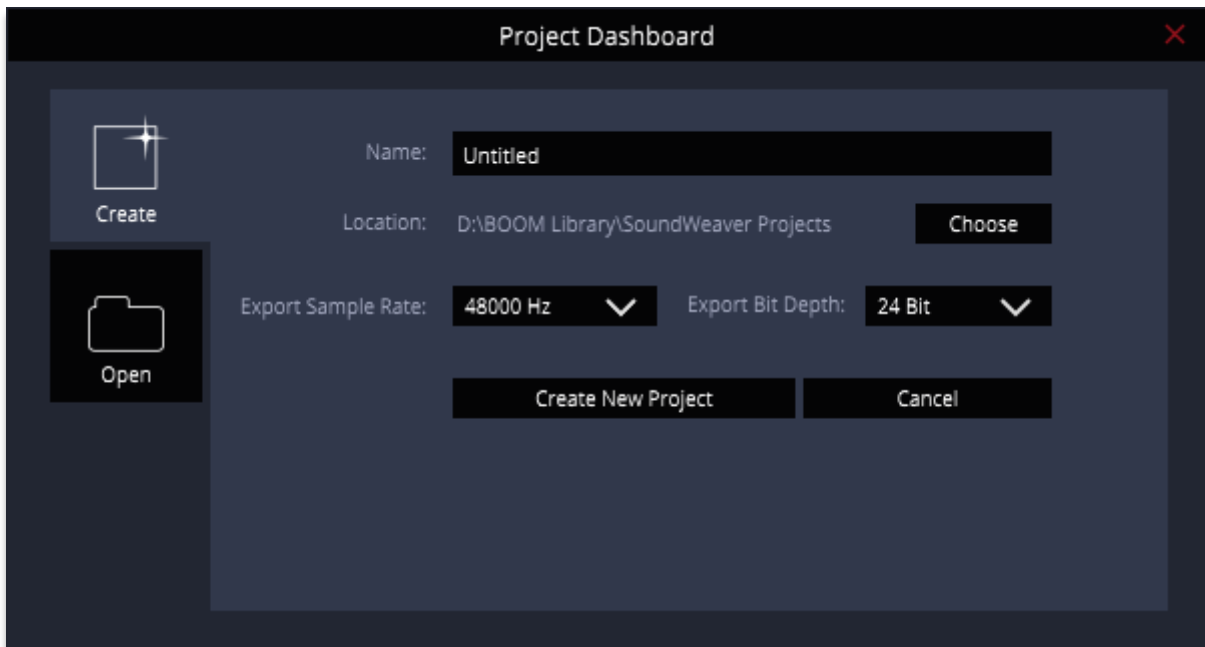 Project Dashboard
Create
Name: Untitled
Location: D:\BOOM Library\SoundWeaver Projects Choose
Export Sample Rate: 48000 Hz Export Bit Depth: 24 Bit
Open
Create New Project Cancel